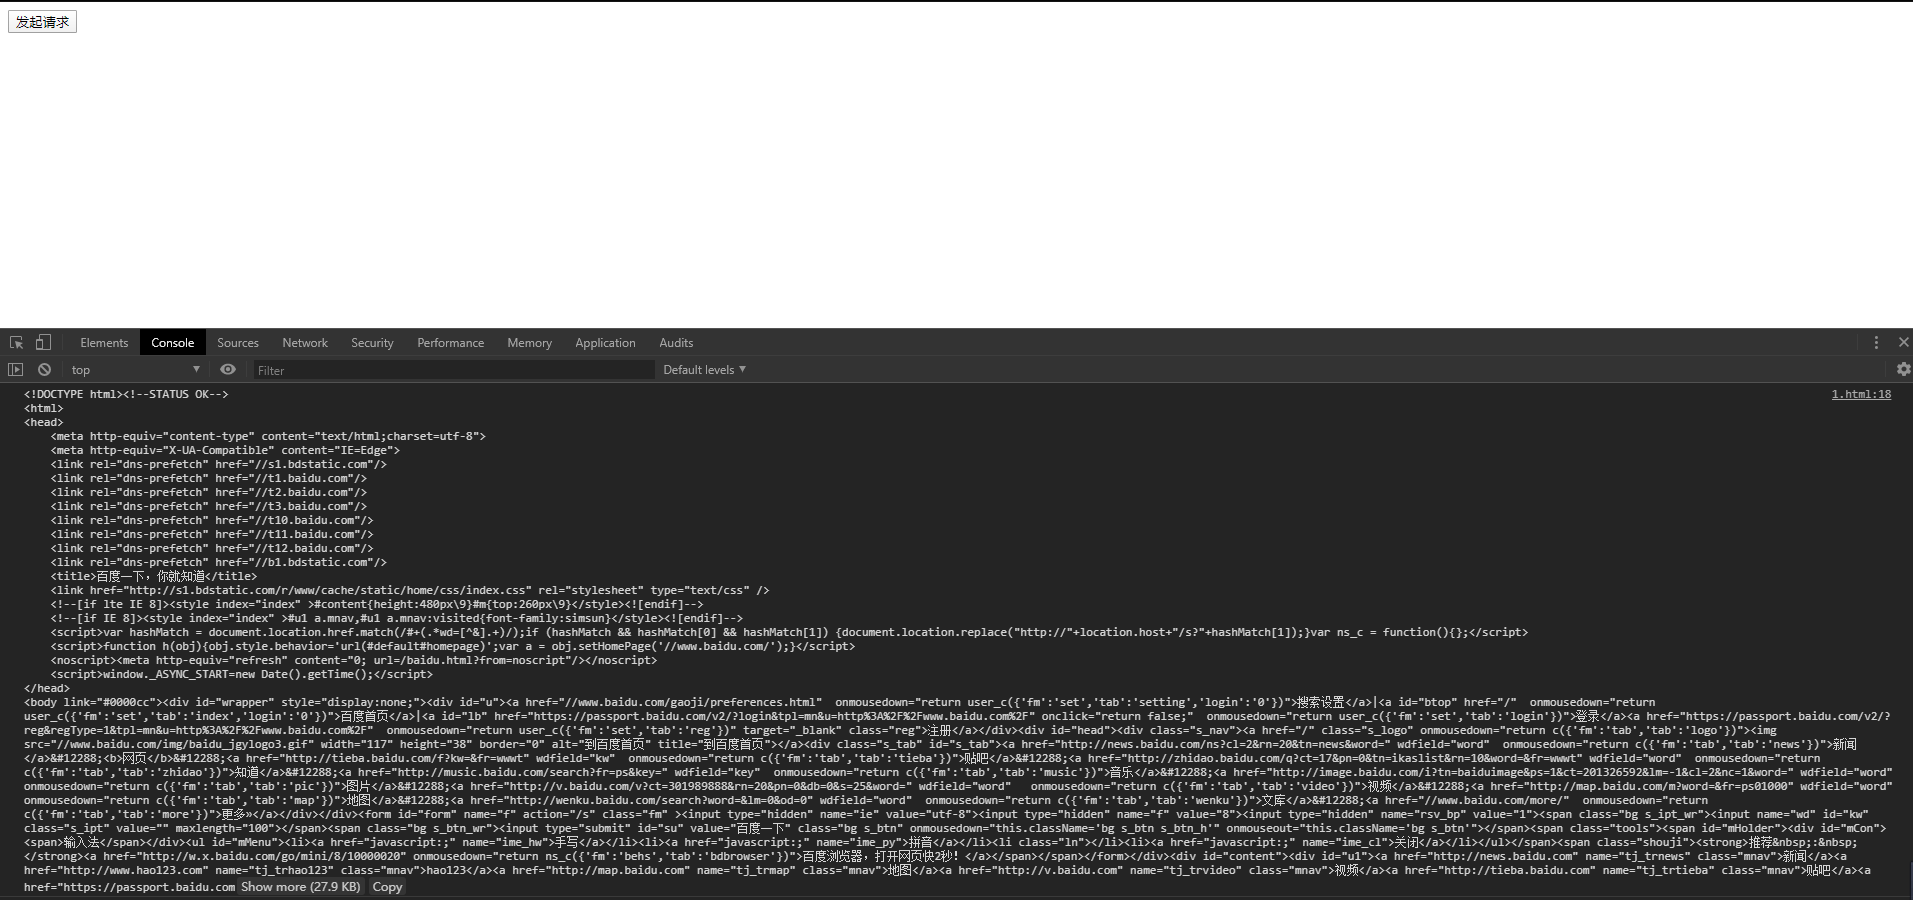 发起请求
Elements Console Sources Network Security Performance Memory Application Audits
top Filter Default levels
<!DOCTYPE html><!--STATUS OK--> 1.html:18
<html>
<head>
<meta http-equiv="content-type" content="text/html;charset=utf-8">
<meta http-equiv="X-UA-Compatible" content="IE=Edge">
<link rel="dns-prefetch" href="//s1.bdstatic.com"/>
<link rel="dns-prefetch" href="//t1.baidu.com"/>
<link rel="dns-prefetch" href="//t2.baidu.com"/>
<link rel="dns-prefetch" href="//t3.baidu.com"/>
<link rel="dns-prefetch" href="//t10.baidu.com"/>
<link rel="dns-prefetch" href="//t11.baidu.com"/>
<link rel="dns-prefetch" href="//t12.baidu.com"/>
<link rel="dns-prefetch" href="//b1.bdstatic.com"/>
<title>百度一下，你就知道</title>
<link href="http://s1.bdstatic.com/r/www/cache/static/home/css/index.css" rel="stylesheet" type="text/css" />
<!--[if lte IE 8]><style index="index" >#content{height:480px\9}#m{top:260px\9}</style><![endif]-->
<!--[if IE 8]><style index="index" >#u1 a.mnav,#u1 a.mnav:visited{font-family:simsun}</style><![endif]-->
<script>var hashMatch = document.location.href.match(/#+(.*wd=[^&].+)/);if (hashMatch && hashMatch[0] && hashMatch[1]) {document.location.replace("http://"+location.host+"/s?"+hashMatch[1]);}var ns_c = function(){};</script>
<script>function h(obj){obj.style.behavior='url(#default#homepage)';var a = obj.setHomePage('//www.baidu.com/');}</script>
<noscript><meta http-equiv="refresh" content="0; url=/baidu.html?from=noscript"/></noscript>
<script>window._ASYNC_START=new Date().getTime();</script>
</head>
<body link="#0000cc"><div id="wrapper" style="display:none;"><div id="u"><a href="//www.baidu.com/gaoji/preferences.html"  onmousedown="return user_c({'fm':'set','tab':'setting','login':'0'})">搜索设置</a>|<a id="btop" href="/"  onmousedown="return
user_c({'fm':'set','tab':'index','login':'0'})">百度首页</a>|<a id="lb" href="https://passport.baidu.com/v2/?login&tpl=mn&u=http%3A%2F%2Fwww.baidu.com%2F" onclick="return false;"  onmousedown="return user_c({'fm':'set','tab':'login'})">登录</a><a href="https://passport.baidu.com/v2/?
reg&regType=1&tpl=mn&u=http%3A%2F%2Fwww.baidu.com%2F"  onmousedown="return user_c({'fm':'set','tab':'reg'})" target="_blank" class="reg">注册</a></div><div id="head"><div class="s_nav"><a href="/" class="s_logo" onmousedown="return c({'fm':'tab','tab':'logo'})"><img
src="//www.baidu.com/img/baidu_jgylogo3.gif" width="117" height="38" border="0" alt="到百度首页" title="到百度首页"></a><div class="s_tab" id="s_tab"><a href="http://news.baidu.com/ns?cl=2&rn=20&tn=news&word=" wdfield="word"  onmousedown="return c({'fm':'tab','tab':'news'})">新闻
</a>&#12288;<b>网页</b>&#12288;<a href="http://tieba.baidu.com/f?kw=&fr=wwwt" wdfield="kw"  onmousedown="return c({'fm':'tab','tab':'tieba'})">贴吧</a>&#12288;<a href="http://zhidao.baidu.com/q?ct=17&pn=0&tn=ikaslist&rn=10&word=&fr=wwwt" wdfield="word"  onmousedown="return
c({'fm':'tab','tab':'zhidao'})">知道</a>&#12288;<a href="http://music.baidu.com/search?fr=ps&key=" wdfield="key"  onmousedown="return c({'fm':'tab','tab':'music'})">音乐</a>&#12288;<a href="http://image.baidu.com/i?tn=baiduimage&ps=1&ct=201326592&lm=-1&cl=2&nc=1&word=" wdfield="word"
onmousedown="return c({'fm':'tab','tab':'pic'})">图片</a>&#12288;<a href="http://v.baidu.com/v?ct=301989888&rn=20&pn=0&db=0&s=25&word=" wdfield="word"   onmousedown="return c({'fm':'tab','tab':'video'})">视频</a>&#12288;<a href="http://map.baidu.com/m?word=&fr=ps01000" wdfield="word"
onmousedown="return c({'fm':'tab','tab':'map'})">地图</a>&#12288;<a href="http://wenku.baidu.com/search?word=&lm=0&od=0" wdfield="word"  onmousedown="return c({'fm':'tab','tab':'wenku'})">文库</a>&#12288;<a href="//www.baidu.com/more/"  onmousedown="return
c({'fm':'tab','tab':'more'})">更多»</a></div></div><form id="form" name="f" action="/s" class="fm" ><input type="hidden" name="ie" value="utf-8"><input type="hidden" name="f" value="8"><input type="hidden" name="rsv_bp" value="1"><span class="bg s_ipt_wr"><input name="wd" id="kw"
class="s_ipt" value="" maxlength="100"></span><span class="bg s_btn_wr"><input type="submit" id="su" value="百度一下" class="bg s_btn" onmousedown="this.className='bg s_btn s_btn_h'" onmouseout="this.className='bg s_btn'"></span><span class="tools"><span id="mHolder"><div id="mCon">
<span>输入法</span></div><ul id="mMenu"><li><a href="javascript:;" name="ime_hw">手写</a></li><li><a href="javascript:;" name="ime_py">拼音</a></li><li class="ln"></li><li><a href="javascript:;" name="ime_cl">关闭</a></li></ul></span><span class="shouji"><strong>推荐&nbsp;:&nbsp;
</strong><a href="http://w.x.baidu.com/go/mini/8/10000020" onmousedown="return ns_c({'fm':'behs','tab':'bdbrowser'})">百度浏览器，打开网页快2秒！</a></span></span></form></div><div id="content"><div id="u1"><a href="http://news.baidu.com" name="tj_trnews" class="mnav">新闻</a><a
href="http://www.hao123.com" name="tj_trhao123" class="mnav">hao123</a><a href="http://map.baidu.com" name="tj_trmap" class="mnav">地图</a><a href="http://v.baidu.com" name="tj_trvideo" class="mnav">视频</a><a href="http://tieba.baidu.com" name="tj_trtieba" class="mnav">贴吧</a><a
href="https://passport.baidu.com Show more (27.9 KB) Copy